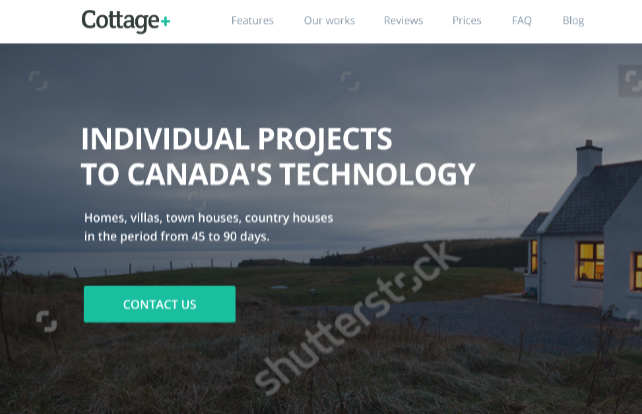 Cottage+
Features Our works Reviews Prices FAQ Blog
INDIVIDUAL PROJECTS
TO CANADA'S TECHNOLOGY
Homes, villas, town houses, country houses
in the period from 45 to 90 days.
CONTACT US
shutterstock